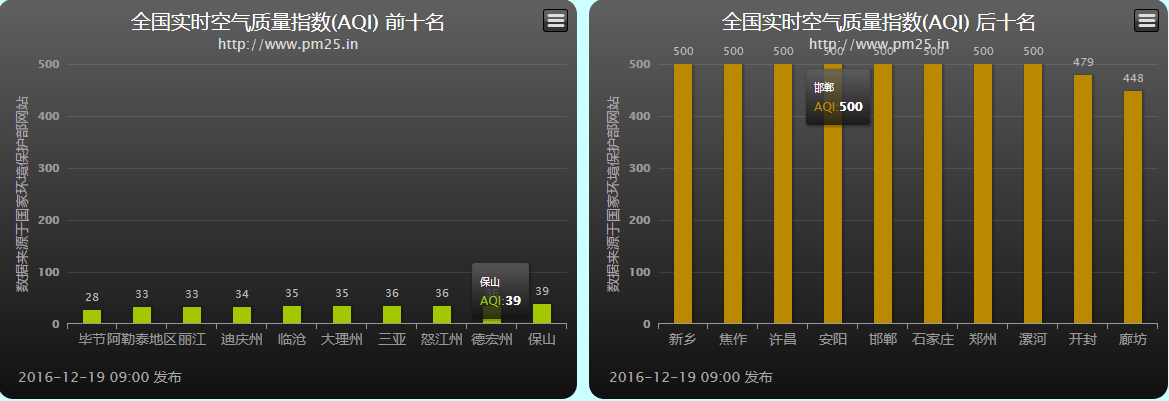 全国实时空气质量指数(AQI) 前十名
http://www.pm25.in
数据来源于国家环境保护部网站
500
400
300
200
100
0
28 33 33 34 35 35 36 36 36 39
保山
AQI:39
毕节 阿勒泰地区 丽江 迪庆州 临沧 大理州 三亚 怒江州 德宏州 保山
2016-12-19 09:00 发布
全国实时空气质量指数(AQI) 后十名
http://www.pm25.in
数据来源于国家环境保护部网站
500
400
300
200
100
0
500 500 500 500 500 500 500 500 479 448
邯郸
AQI:500
新乡 焦作 许昌 安阳 邯郸 石家庄 郑州 漯河 开封 廊坊
2016-12-19 09:00 发布